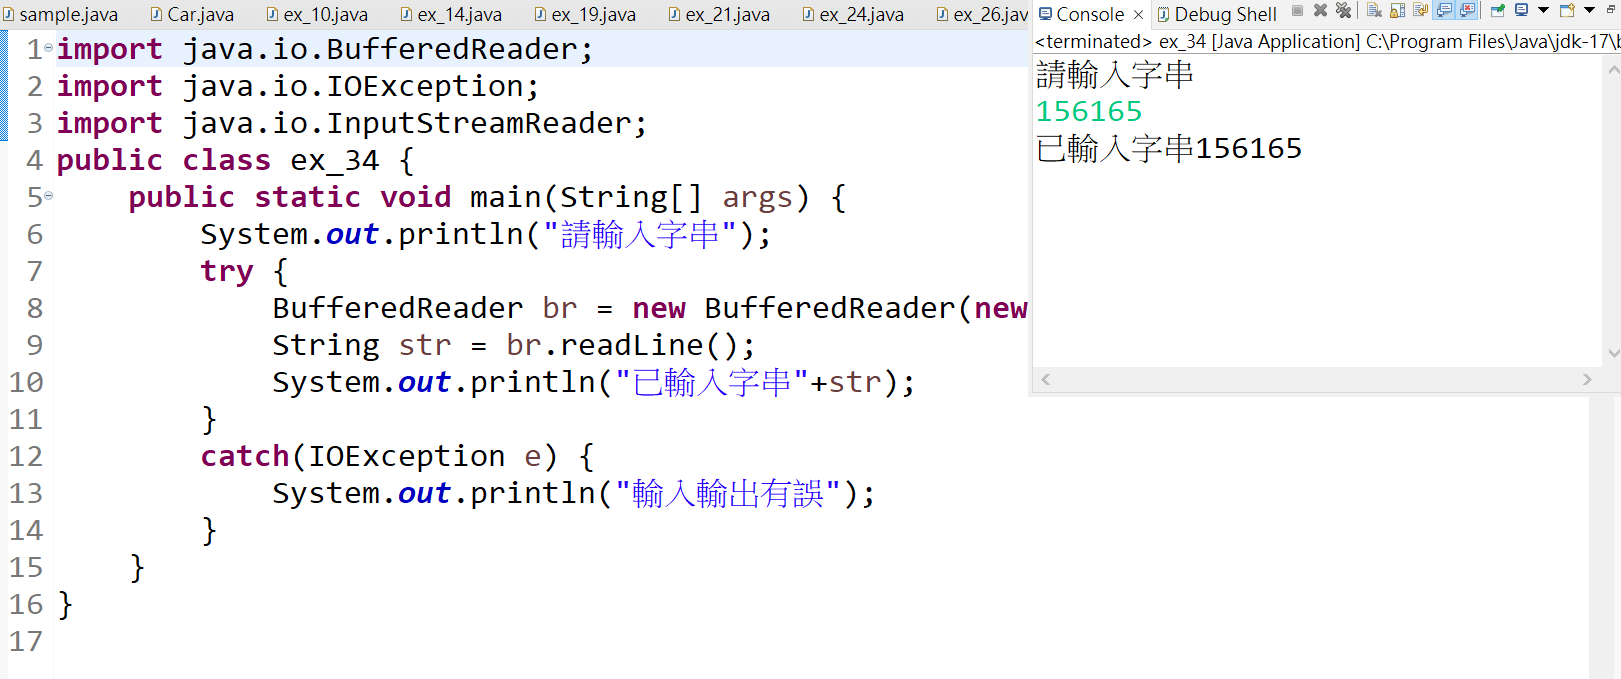 sample.java Car.java ex_10.java ex_14.java ex_19.java ex_21.java ex_24.java ex_26.jav
1 import java.io.BufferedReader;
2 import java.io.IOException;
3 import java.io.InputStreamReader;
4 public class ex_34 {
5 public static void main(String[] args) {
6 System.out.println("請輸入字串");
7 try {
8 BufferedReader br = new BufferedReader(new
9 String str = br.readLine();
10 System.out.println("已輸入字串"+str);
11 }
12 catch(IOException e) {
13 System.out.println("輸入輸出有誤");
14 }
15 }
16 }
17
Console Debug Shell
<terminated> ex_34 [Java Application] C:\Program Files\Java\jdk-17\b
請輸入字串
156165
已輸入字串156165